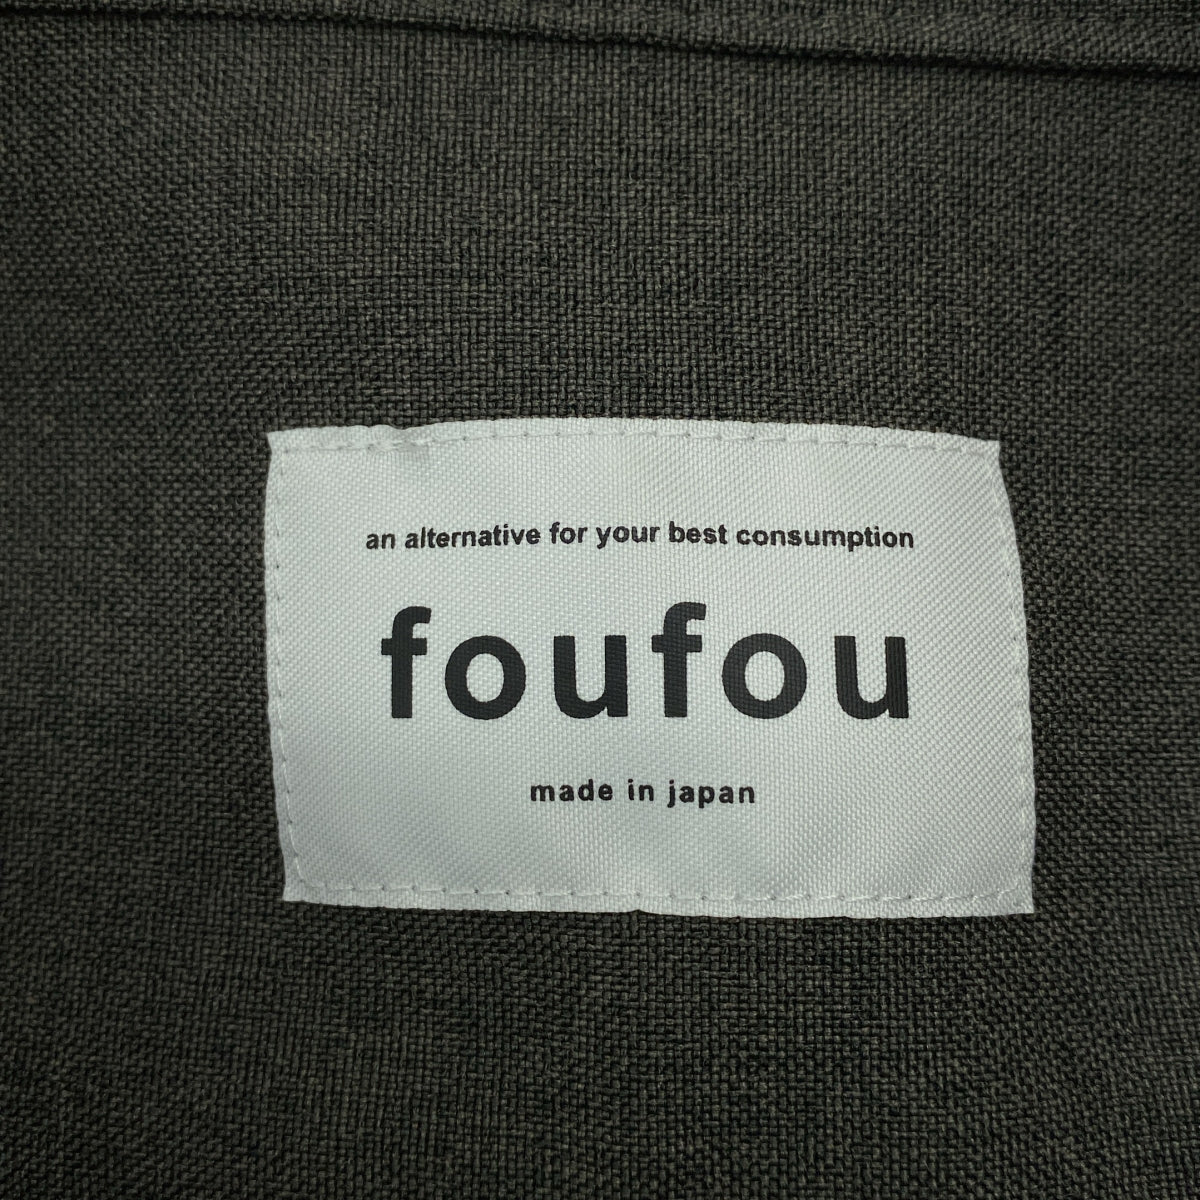 an alternative for your best consumption
foufou
made in japan